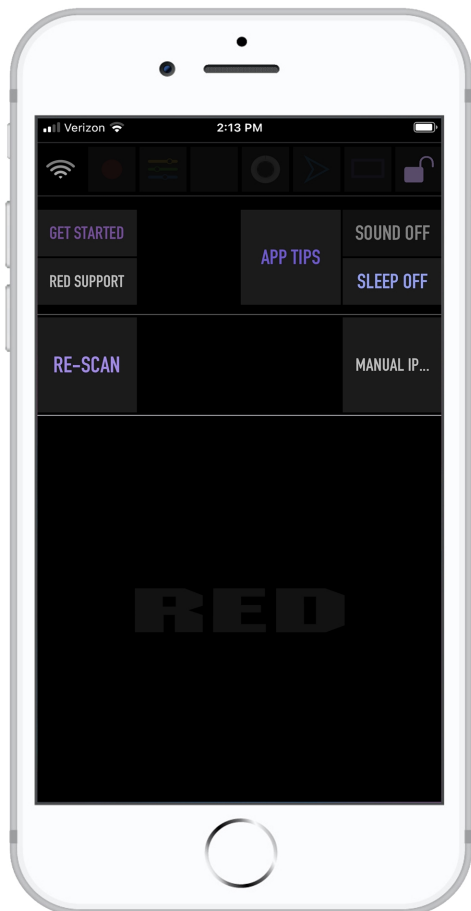 Verizon 2:13 PM
GET STARTED
RED SUPPORT
APP TIPS
SOUND OFF
SLEEP OFF
RE-SCAN
MANUAL IP...
RED